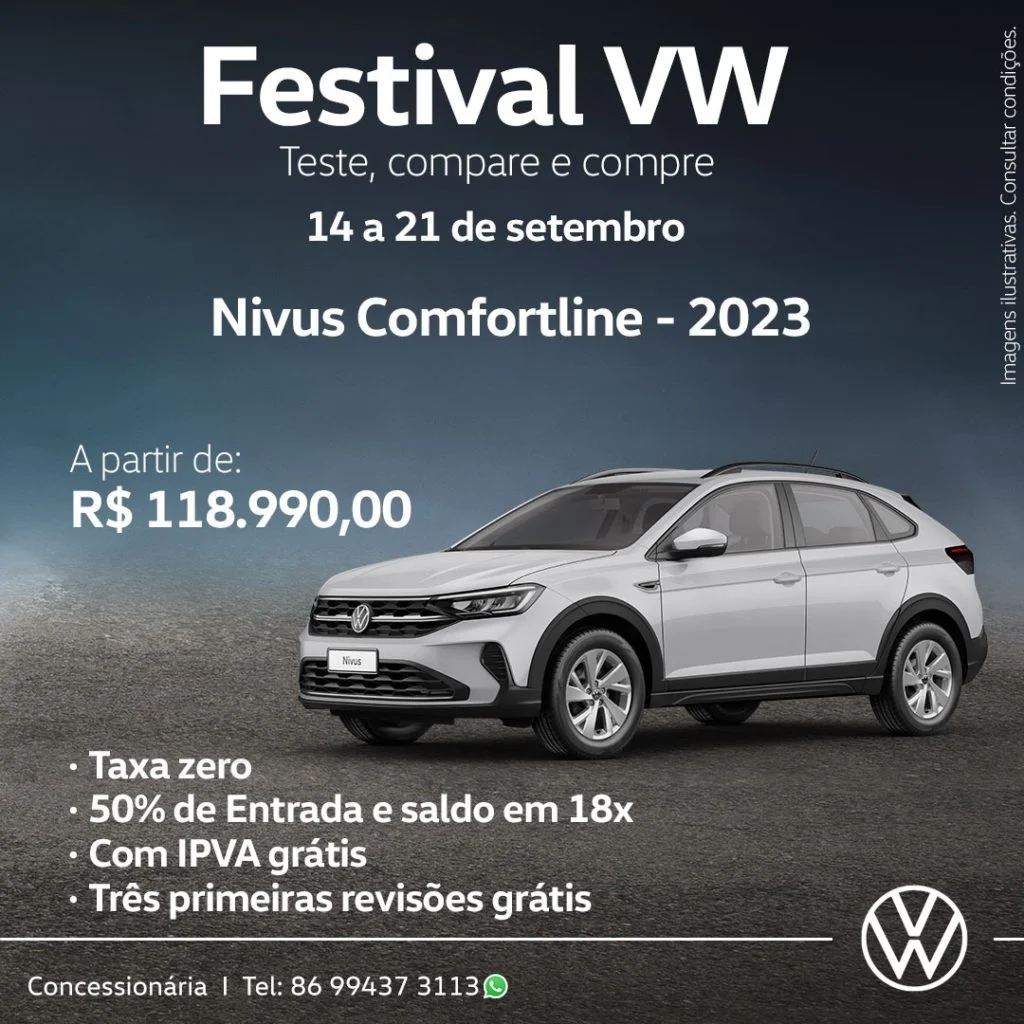 Festival VW
Teste, compare e compre
14 a 21 de setembro
Nivus Comfortline - 2023
Imagens ilustrativas. Consultar condições.
A partir de:
R$ 118.990,00
Nivus
· Taxa zero
· 50% de Entrada e saldo em 18x
· Com IPVA grátis
· Três primeiras revisões grátis
Concessionária | Tel: 86 99437 3113